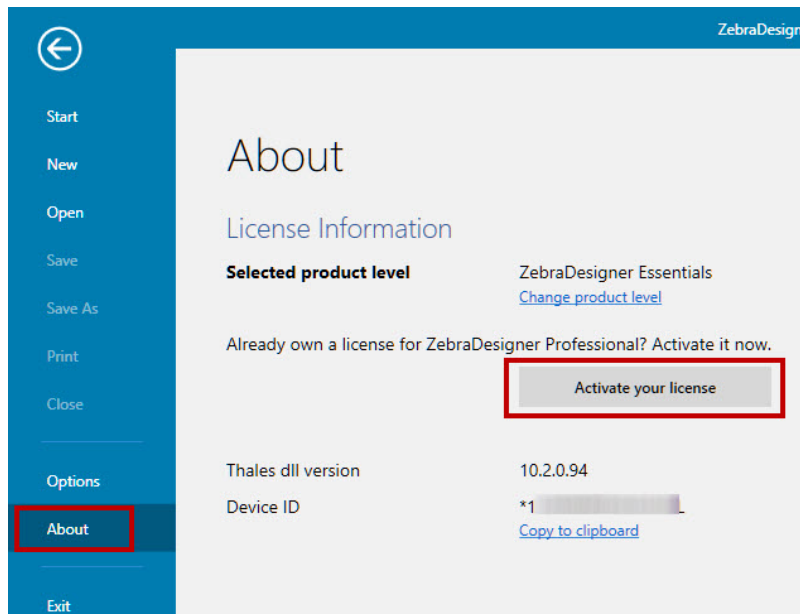 ZebraDesign
Start
New
Open
Save
Save As
Print
Close
Options
About
Exit
About
License Information
Selected product level ZebraDesigner Essentials
Change product level
Already own a license for ZebraDesigner Professional? Activate it now.
Activate your license
Thales dll version 10.2.0.94
Device ID *1
Copy to clipboard